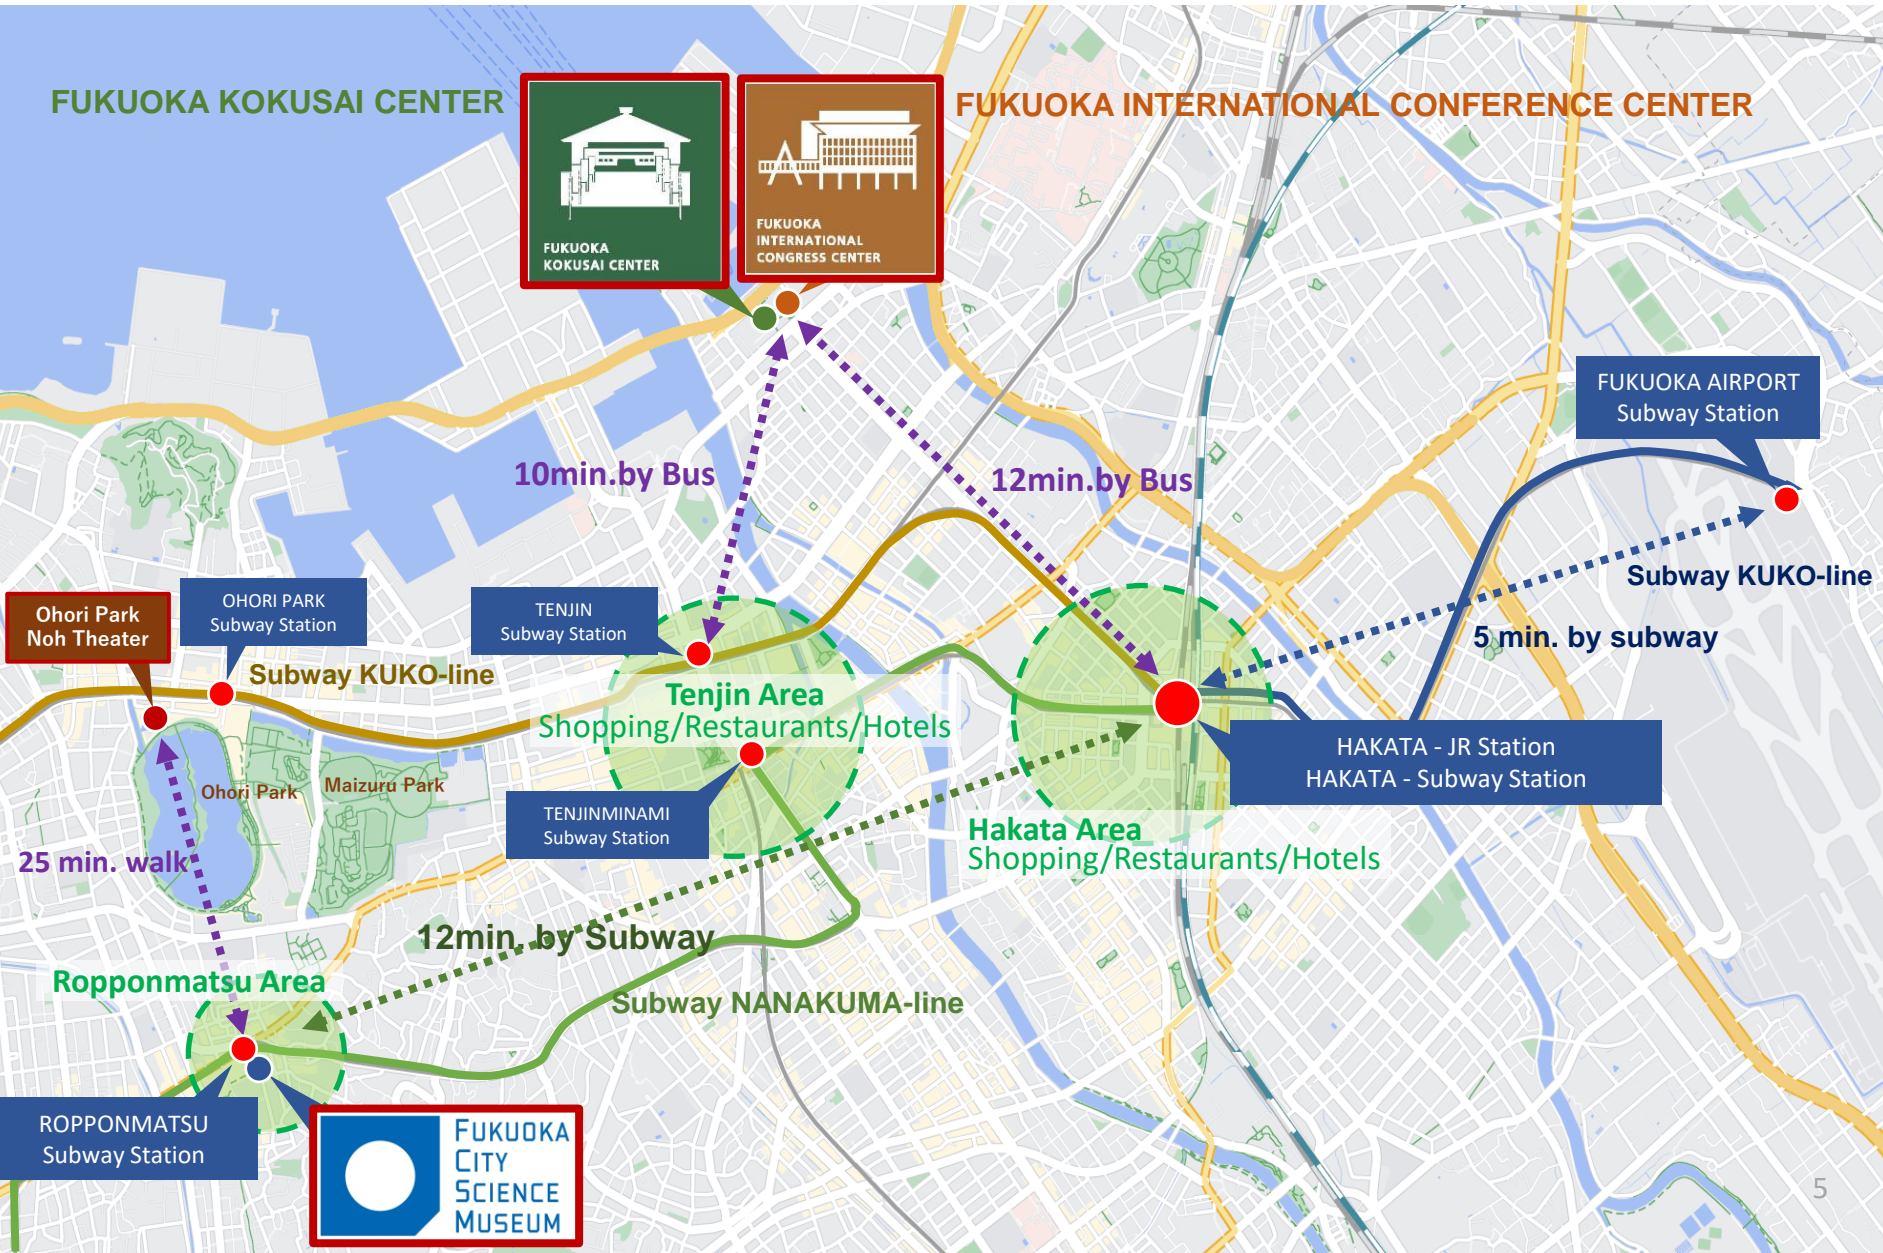 FUKUOKA KOKUSAI CENTER
FUKUOKA
KOKUSAI CENTER
FUKUOKA
INTERNATIONAL
CONGRESS CENTER
FUKUOKA INTERNATIONAL CONFERENCE CENTER
FUKUOKA AIRPORT
Subway Station
10min.by Bus
12min.by Bus
Subway KUKO-line
5 min. by subway
Ohori Park
Noh Theater
OHORI PARK
Subway Station
TENJIN
Subway Station
Subway KUKO-line
Tenjin Area
Shopping/Restaurants/Hotels
HAKATA - JR Station
HAKATA - Subway Station
Ohori Park
Maizuru Park
TENJINMINAMI
Subway Station
Hakata Area
Shopping/Restaurants/Hotels
25 min. walk
12min. by Subway
Ropponmatsu Area
Subway NANAKUMA-line
ROPPONMATSU
Subway Station
FUKUOKA
CITY
SCIENCE
MUSEUM
5